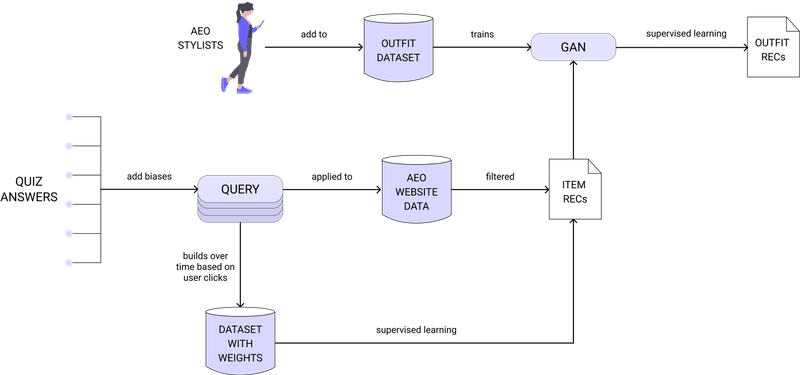 AEO
STYLISTS
add to
OUTFIT
DATASET
trains
GAN
supervised learning
OUTFIT
RECs
QUIZ
ANSWERS
add biases
QUERY
applied to
AEO
WEBSITE
DATA
filtered
ITEM
RECs
builds over
time based on
user clicks
DATASET
WITH
WEIGHTS
supervised learning